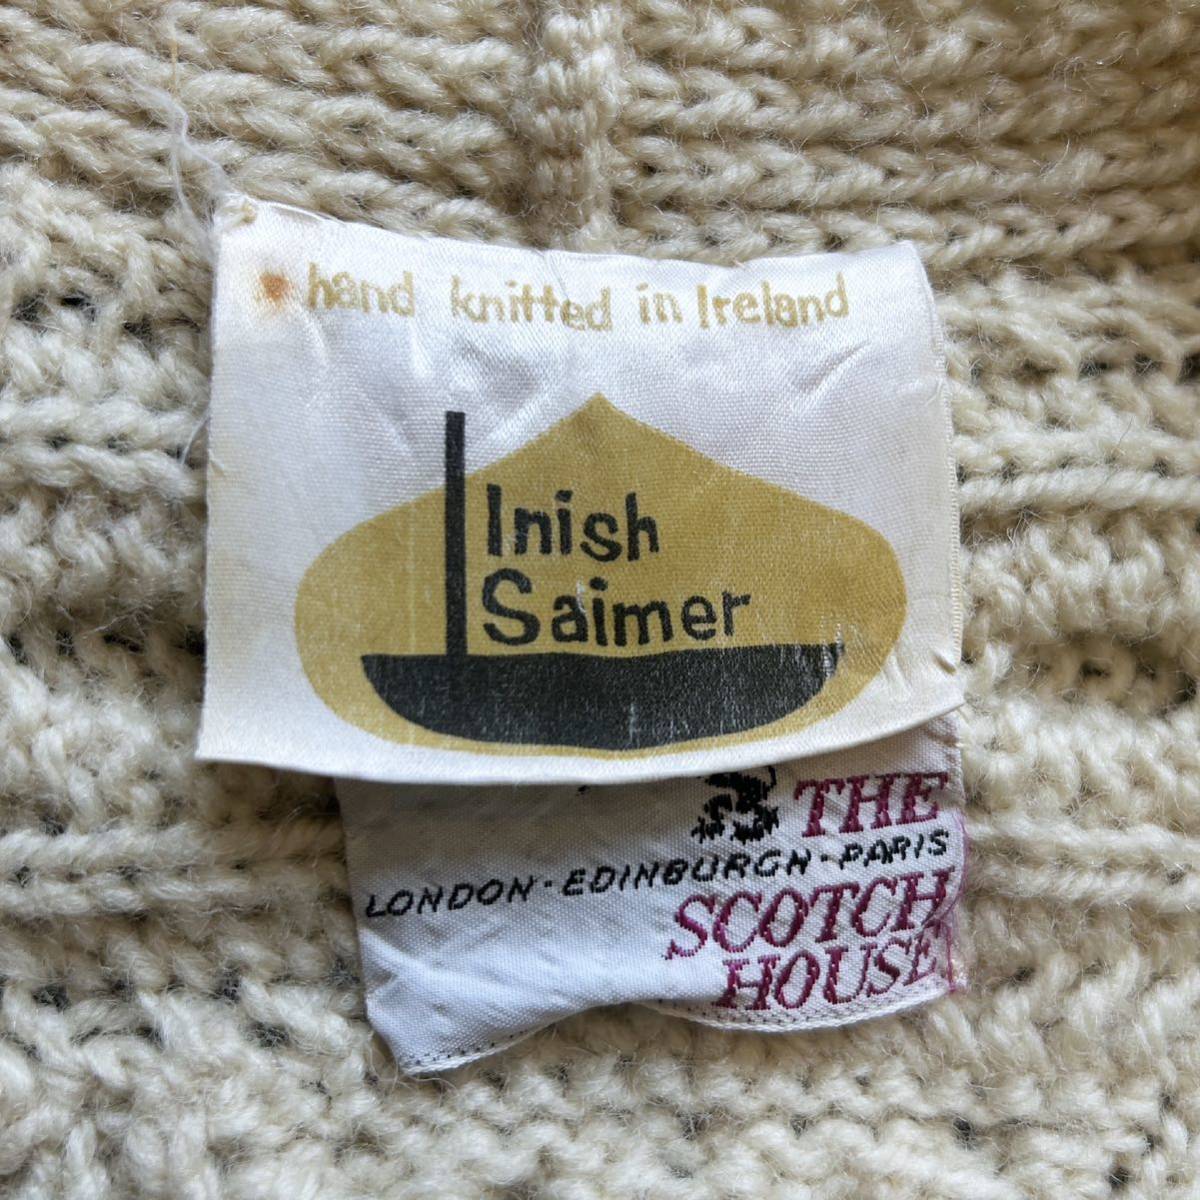 hand knitted in Ireland
Inish
Saimer
THE
LONDON-EDINBURGH-PARIS
SCOTCH
HOUSE